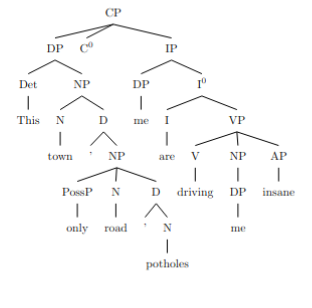 CP
DP C⁰ IP
Det NP DP I⁰
This N D me I VP
town ' NP are V NP AP
PossP N D driving DP insane
only road ' N me
potholes